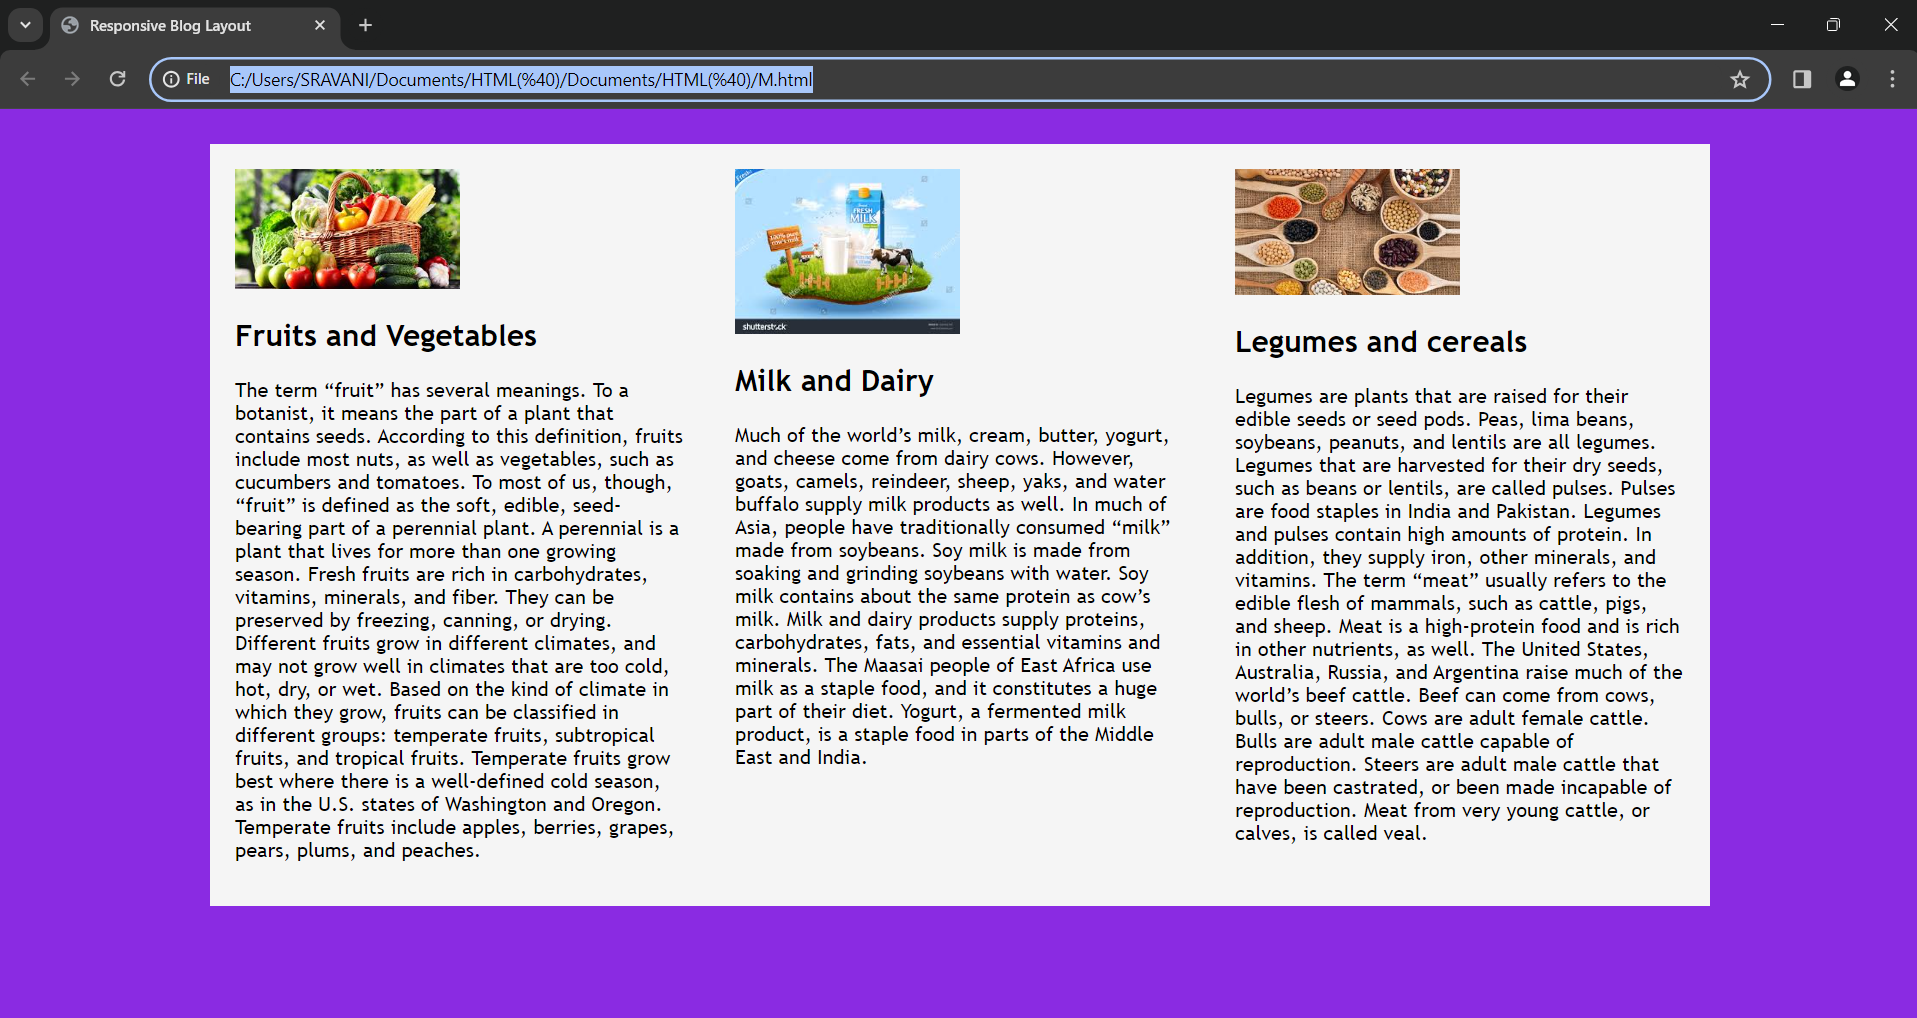 Responsive Blog Layout
File
C:/Users/SRAVANI/Documents/HTML(%40)/Documents/HTML(%40)/M.html
Fruits and Vegetables
The term “fruit” has several meanings. To a
botanist, it means the part of a plant that
contains seeds. According to this definition, fruits
include most nuts, as well as vegetables, such as
cucumbers and tomatoes. To most of us, though,
“fruit” is defined as the soft, edible, seed-
bearing part of a perennial plant. A perennial is a
plant that lives for more than one growing
season. Fresh fruits are rich in carbohydrates,
vitamins, minerals, and fiber. They can be
preserved by freezing, canning, or drying.
Different fruits grow in different climates, and
may not grow well in climates that are too cold,
hot, dry, or wet. Based on the kind of climate in
which they grow, fruits can be classified in
different groups: temperate fruits, subtropical
fruits, and tropical fruits. Temperate fruits grow
best where there is a well-defined cold season,
as in the U.S. states of Washington and Oregon.
Temperate fruits include apples, berries, grapes,
pears, plums, and peaches.
Fresh
FRESH
MILK
100% pure
cow's milk
shutterstock
Milk and Dairy
Much of the world’s milk, cream, butter, yogurt,
and cheese come from dairy cows. However,
goats, camels, reindeer, sheep, yaks, and water
buffalo supply milk products as well. In much of
Asia, people have traditionally consumed “milk”
made from soybeans. Soy milk is made from
soaking and grinding soybeans with water. Soy
milk contains about the same protein as cow’s
milk. Milk and dairy products supply proteins,
carbohydrates, fats, and essential vitamins and
minerals. The Maasai people of East Africa use
milk as a staple food, and it constitutes a huge
part of their diet. Yogurt, a fermented milk
product, is a staple food in parts of the Middle
East and India.
Legumes and cereals
Legumes are plants that are raised for their
edible seeds or seed pods. Peas, lima beans,
soybeans, peanuts, and lentils are all legumes.
Legumes that are harvested for their dry seeds,
such as beans or lentils, are called pulses. Pulses
are food staples in India and Pakistan. Legumes
and pulses contain high amounts of protein. In
addition, they supply iron, other minerals, and
vitamins. The term “meat” usually refers to the
edible flesh of mammals, such as cattle, pigs,
and sheep. Meat is a high-protein food and is rich
in other nutrients, as well. The United States,
Australia, Russia, and Argentina raise much of the
world’s beef cattle. Beef can come from cows,
bulls, or steers. Cows are adult female cattle.
Bulls are adult male cattle capable of
reproduction. Steers are adult male cattle that
have been castrated, or been made incapable of
reproduction. Meat from very young cattle, or
calves, is called veal.